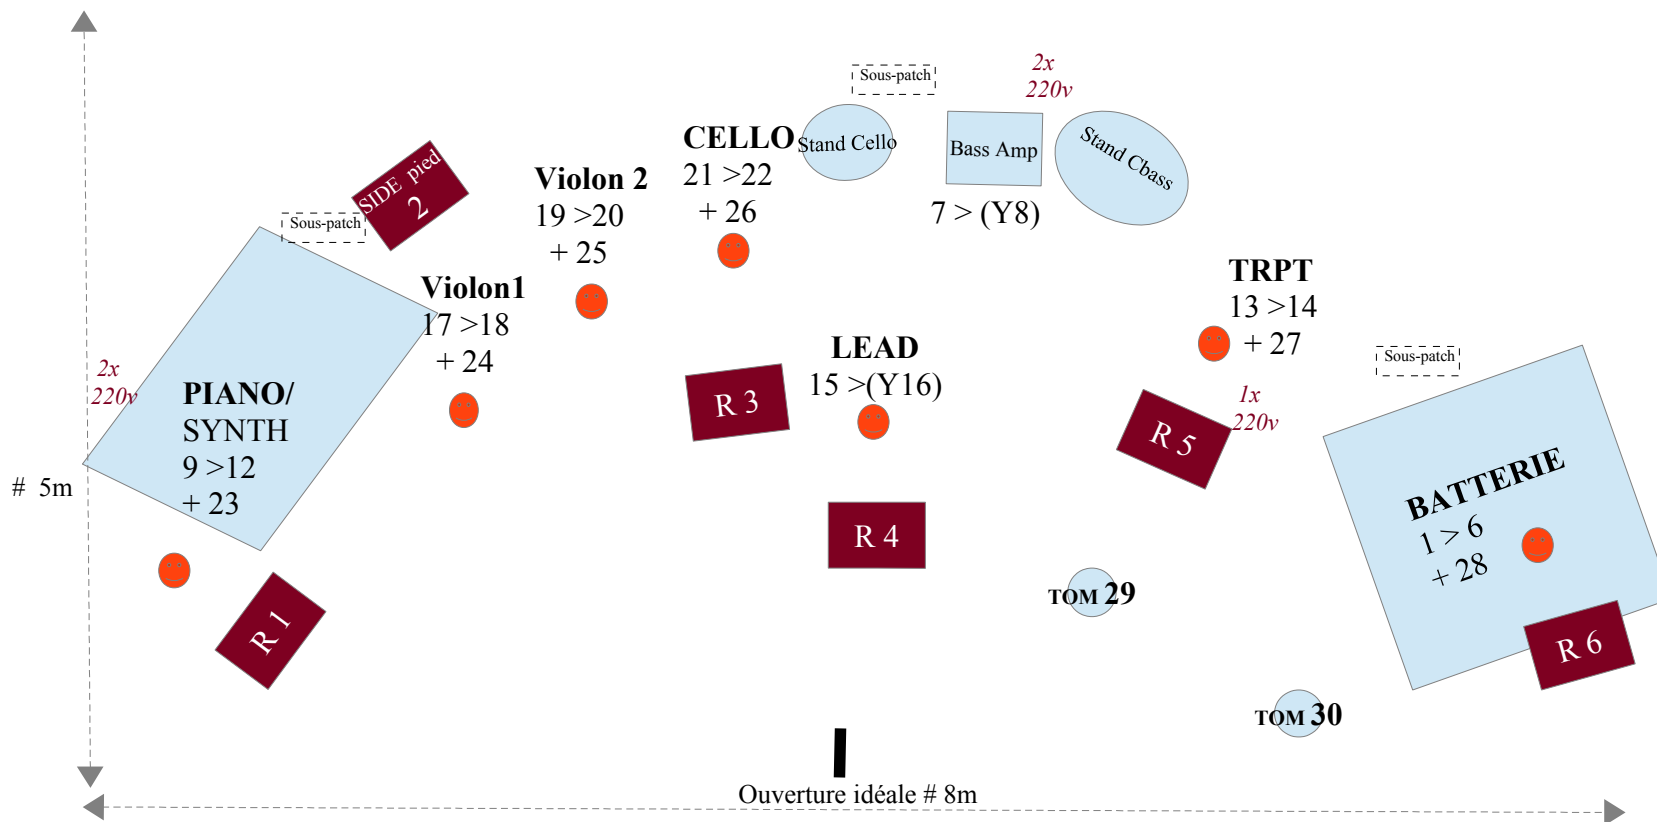 Sous-patch
2x
220v
CELLO
21 >22
+ 26
Stand Cello
Bass Amp
7 > (Y8)
Stand Cbass
SIDE pied
2
Sous-patch
Violon 2
19 >20
+ 25
Violon1
17 >18
+ 24
TRPT
13 >14
+ 27
LEAD
15 >(Y16)
Sous-patch
2x
220v
PIANO/
SYNTH
9 >12
+ 23
R 3
R 5
1x
220v
# 5m
BATTERIE
1 > 6
+ 28
R 4
R 1
TOM 29
R 6
TOM 30
Ouverture idéale # 8m